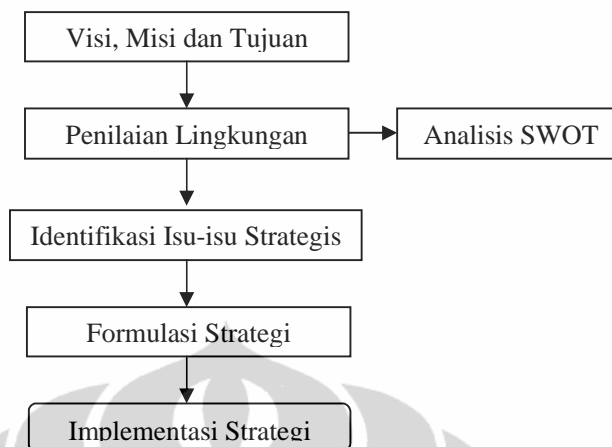 Visi, Misi dan Tujuan
Penilaian Lingkungan
Analisis SWOT
Identifikasi Isu-isu Strategis
Formulasi Strategi
Implementasi Strategi